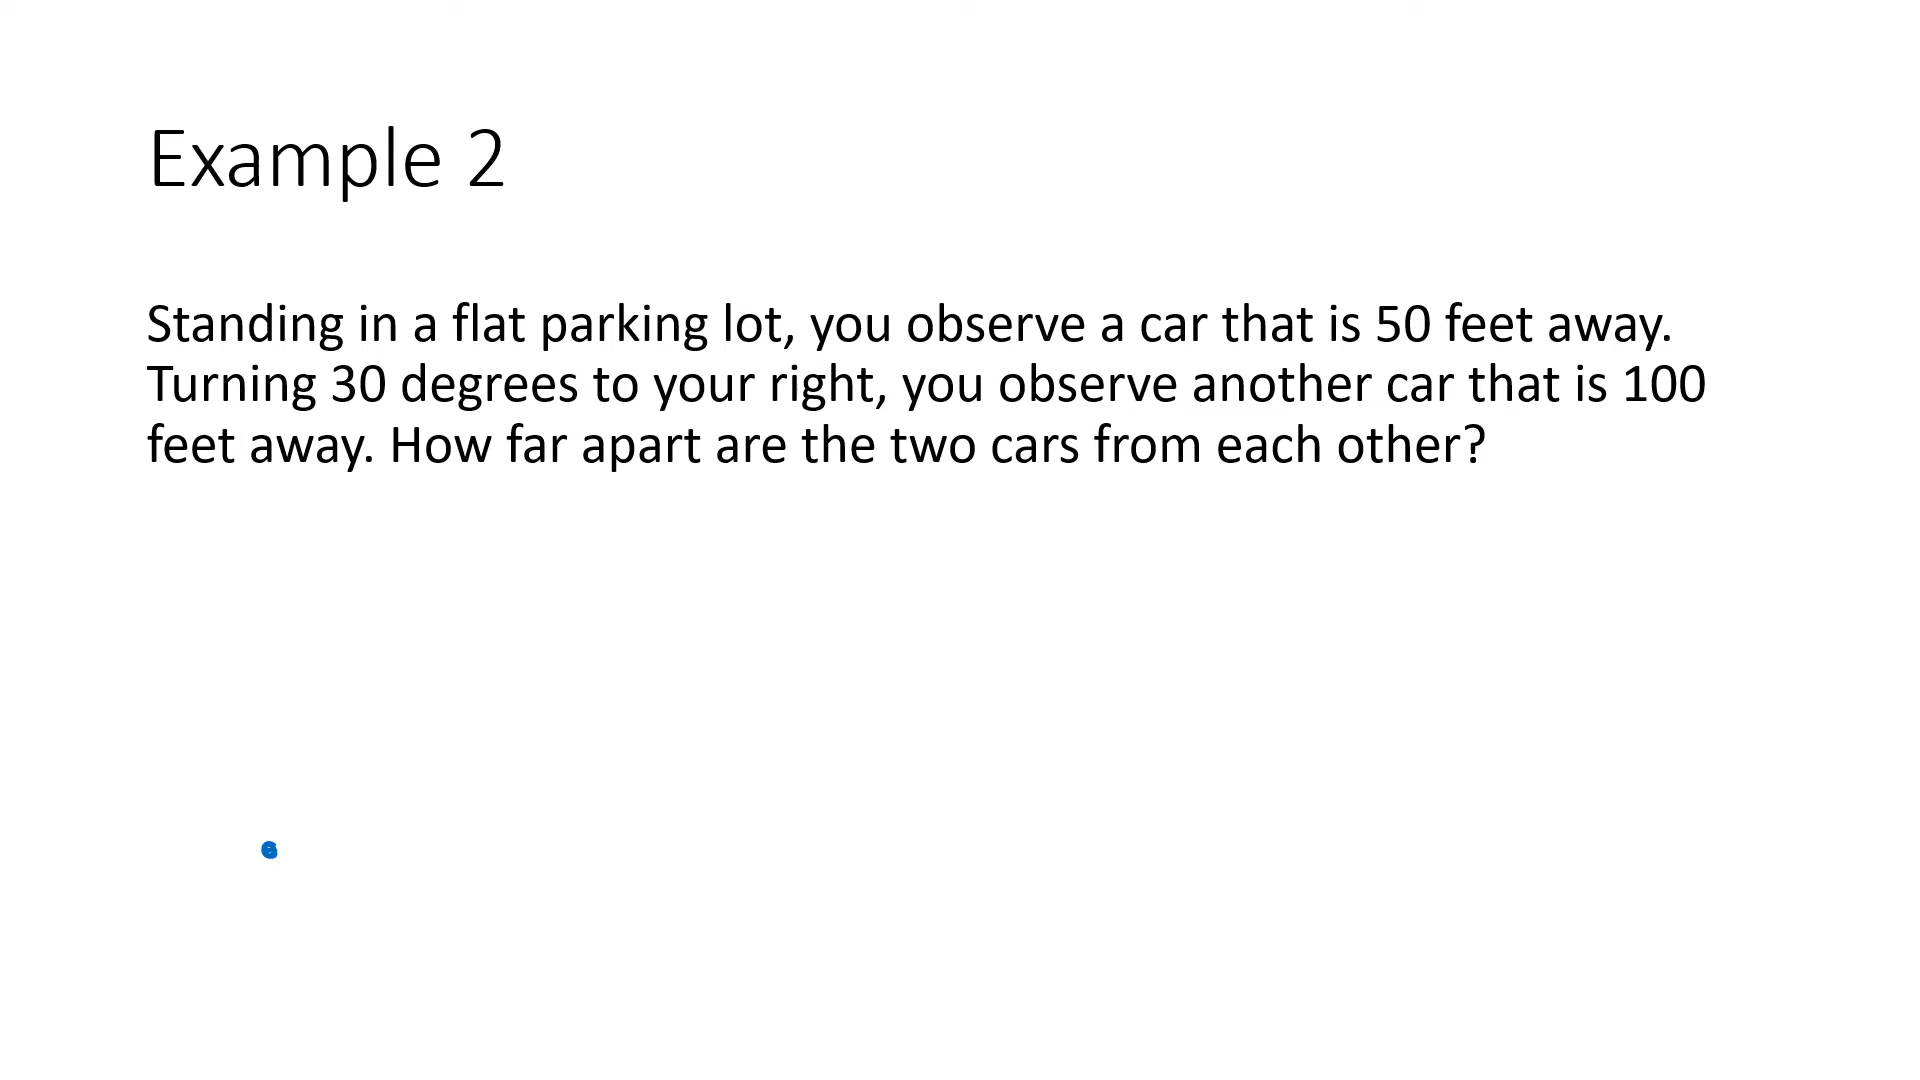 Example 2
Standing in a flat parking lot, you observe a car that is 50 feet away.
Turning 30 degrees to your right, you observe another car that is 100
feet away. How far apart are the two cars from each other?